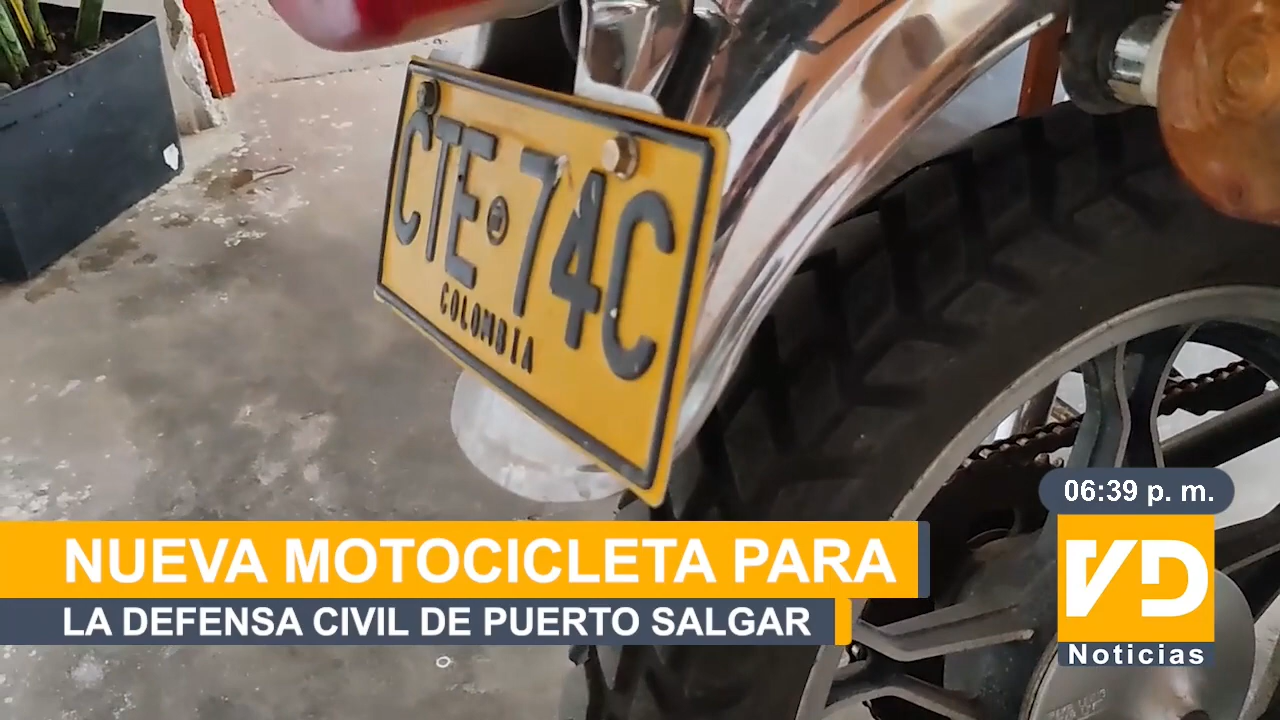 CTE 74C
COLOMBIA
06:39 p. m.
NUEVA MOTOCICLETA PARA
LA DEFENSA CIVIL DE PUERTO SALGAR
VD
Noticias